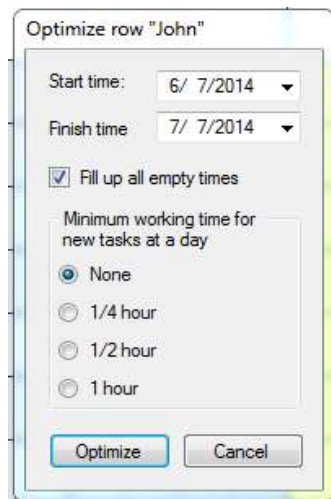 Optimize row "John"
Start time: 6/ 7/2014
Finish time 7/ 7/2014
Fill up all empty times
Minimum working time for
new tasks at a day
None
1/4 hour
1/2 hour
1 hour
Optimize Cancel